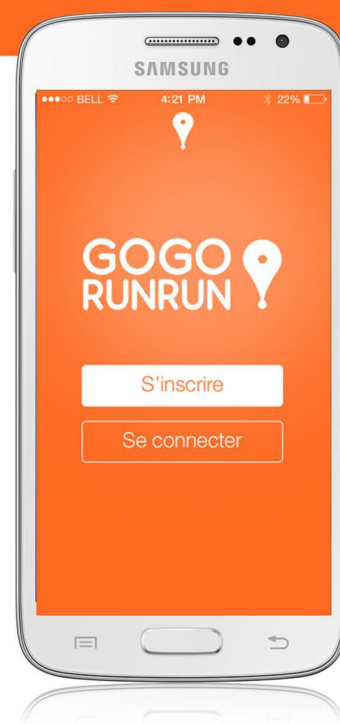 SAMSUNG
BELL 4:21 PM 22%
GOGO
RUNRUN
S'inscrire
Se connecter